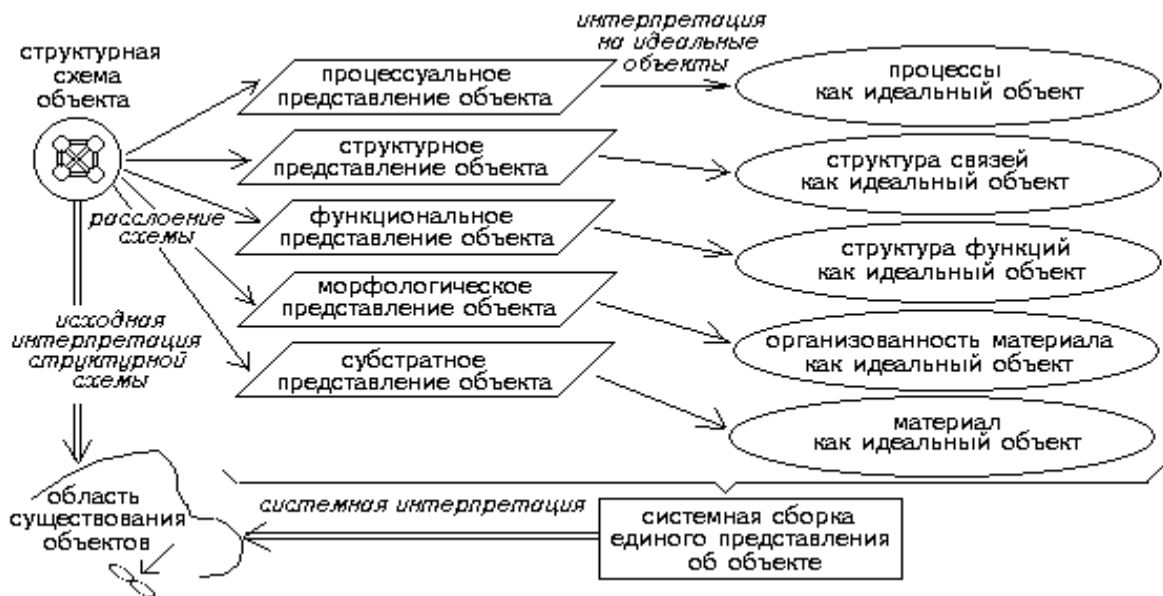 структурная
схема
объекта
процессуальное
представление объекта
интерпретация
на идеальные
объекты
процессы
как идеальный объект
структурное
представление объекта
структура связей
как идеальный объект
расслоение
схемы
функциональное
представление объекта
структура функций
как идеальный объект
морфологическое
представление объекта
организованность материала
как идеальный объект
исходная
интерпретация
структурной
схемы
субстратное
представление объекта
материал
как идеальный объект
область
существования
объектов
системная интерпретация
системная сборка
единого представления
об объекте